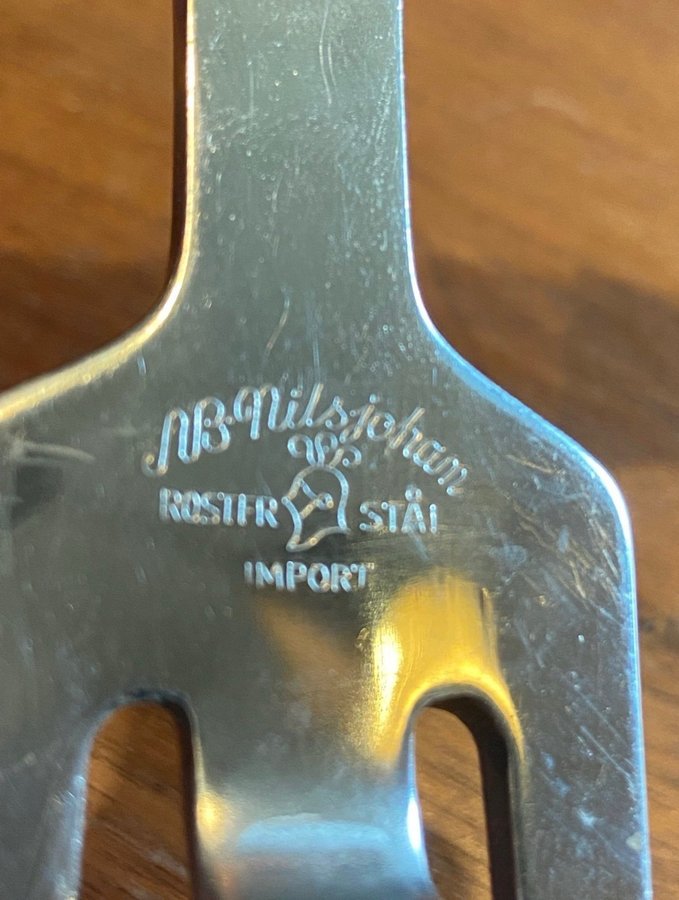 AB·Nilsjohan
ROSTFR STÅL
IMPORT